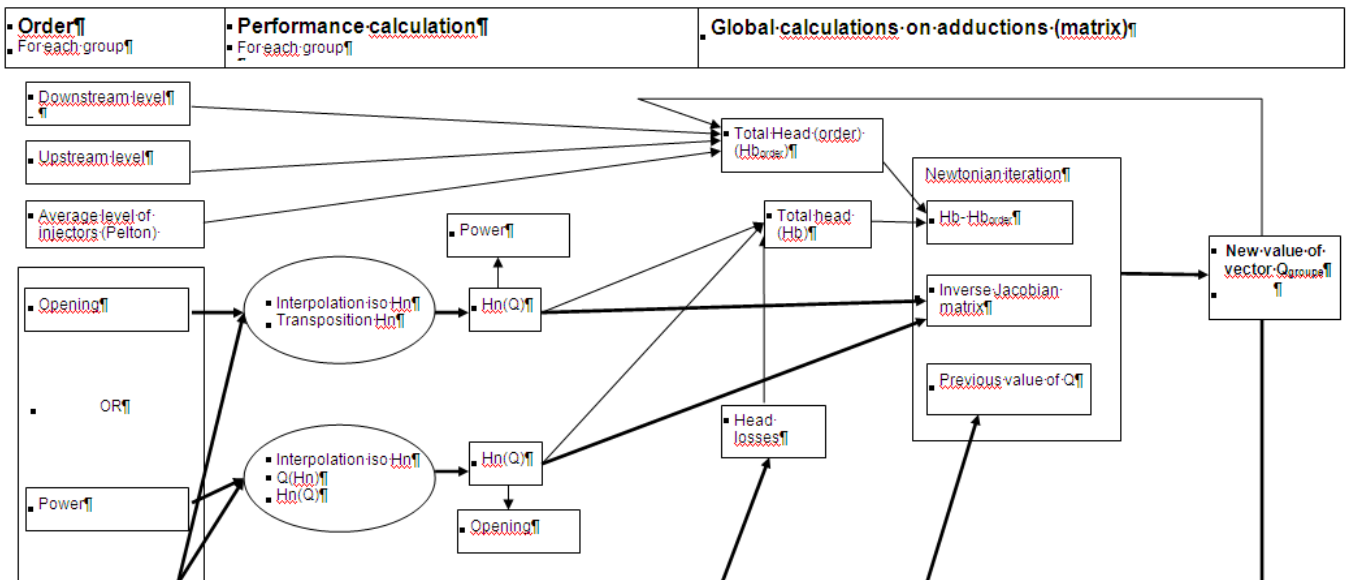 Order¶
For each group¶
Performance calculation¶
For each group¶
¶
Global calculations on adductions (matrix)¶
Downstream level¶
¶
Upstream level¶
Average level of
injectors (Pelton)
Opening¶
OR¶
Power¶
Interpolation iso Hn¶
Transposition Hn¶
Interpolation iso Hn¶
Q(Hn)¶
Hn(Q)¶
Power¶
Hn(Q)¶
Hn(Q)¶
Opening¶
Total Head (order)
(Hborder)¶
Total head
(Hb)¶
Head
losses¶
Newtonian iteration¶
Hb- Hborder¶
Inverse Jacobian
matrix¶
Previous value of Q¶
New value of
vector Qgroupe¶
¶